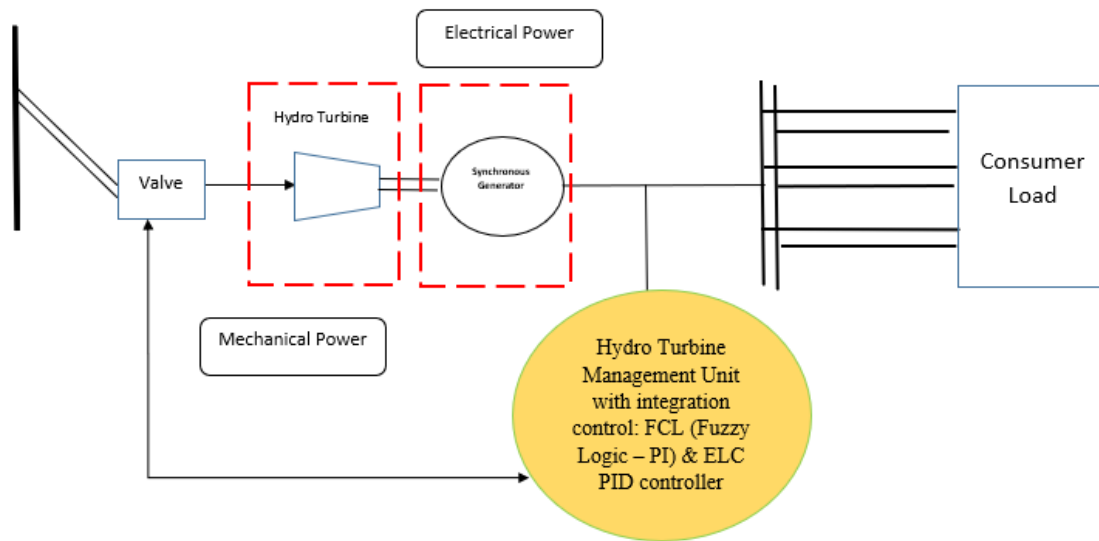 Electrical Power
Hydro Turbine
Valve
Synchronous
Generator
Consumer
Load
Mechanical Power
Hydro Turbine
Management Unit
with integration
control: FCL (Fuzzy
Logic – PI) & ELC
PID controller